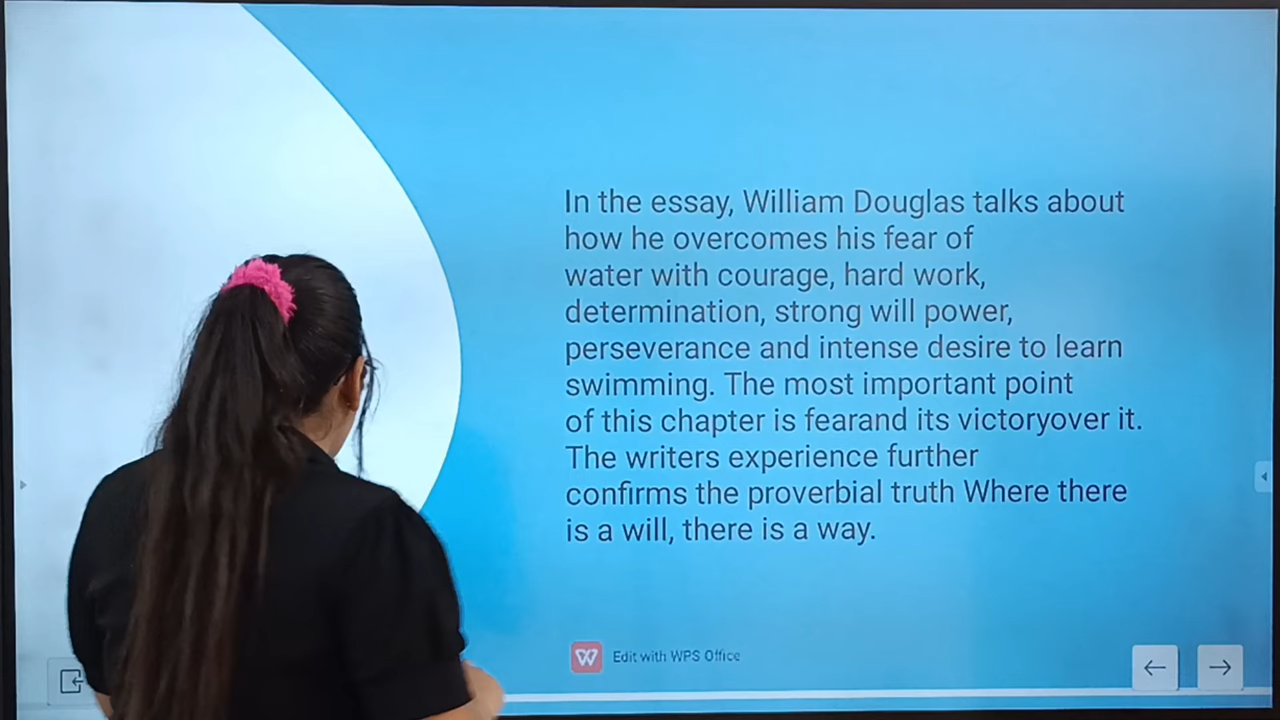 In the essay, William Douglas talks about
how he overcomes his fear of
water with courage, hard work,
determination, strong will power,
perseverance and intense desire to learn
swimming. The most important point
of this chapter is fearand its victoryover it.
The writers experience further
confirms the proverbial truth Where there
is a will, there is a way.
Edit with WPS Office